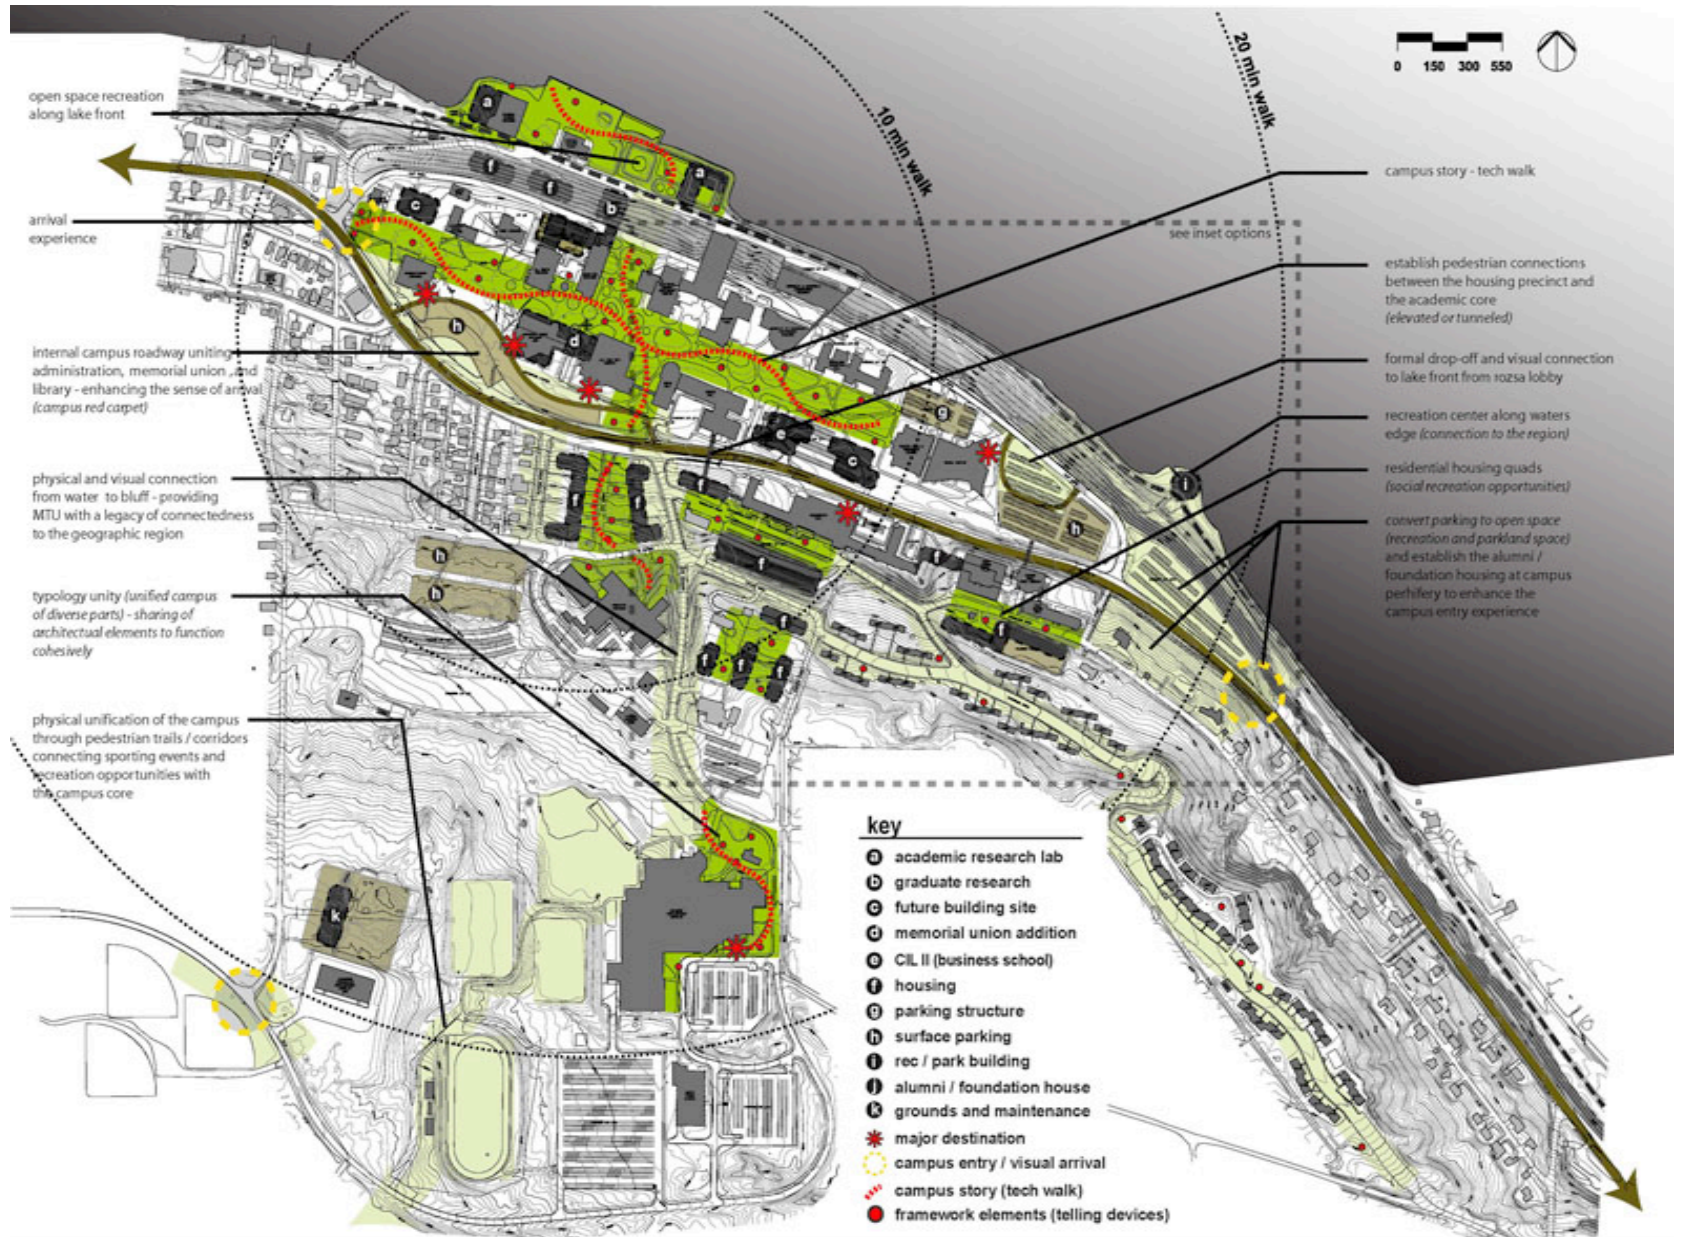 open space recreation
along lake front
arrival
experience
internal campus roadway uniting
administration, memorial union ,and
library - enhancing the sense of arrival
(campus red carpet)
physical and visual connection
from water to bluff - providing
MTU with a legacy of connectedness
to the geographic region
typology unity (unified campus
of diverse parts) - sharing of
architectual elements to function
cohesively
physical unification of the campus
through pedestrian trails / corridors
connecting sporting events and
recreation opportunities with
the campus core
10 min walk
20 min walk
0 150 300 550
campus story - tech walk
see inset options
establish pedestrian connections
between the housing precinct and
the academic core
(elevated or tunneled)
formal drop-off and visual connection
to lake front from rozsa lobby
recreation center along waters
edge (connection to the region)
residential housing quads
(social recreation opportunities)
convert parking to open space
(recreation and parkland space)
and establish the alumni /
foundation housing at campus
perhifery to enhance the
campus entry experience
a
a
f
f
b
c
h
d
e
c
g
h
i
f
f
f
f
f
f
h
h
f
f
f
f
k
key
a academic research lab
b graduate research
c future building site
d memorial union addition
e CIL II (business school)
f housing
g parking structure
h surface parking
i rec / park building
j alumni / foundation house
k grounds and maintenance
major destination
campus entry / visual arrival
campus story (tech walk)
framework elements (telling devices)